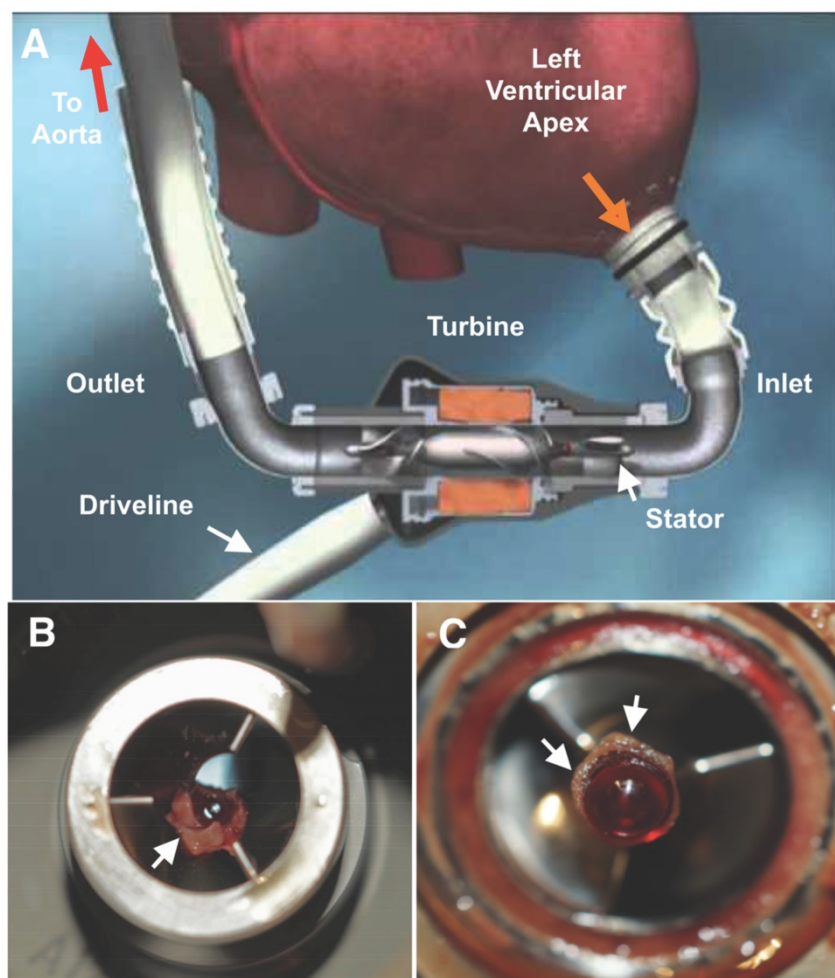 A
To
Aorta
Left
Ventricular
Apex
Turbine
Outlet
Inlet
Driveline
Stator
B
C